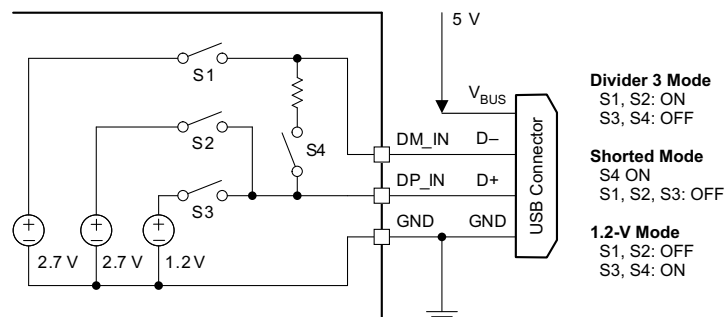 5 V
S1
V_BUS
S2
S4
DM_IN
D–
S3
DP_IN
D+
GND
GND
USB Connector
+
–
+
–
+
–
2.7 V
2.7 V
1.2 V
Divider 3 Mode
S1, S2: ON
S3, S4: OFF
Shorted Mode
S4 ON
S1, S2, S3: OFF
1.2-V Mode
S1, S2: OFF
S3, S4: ON